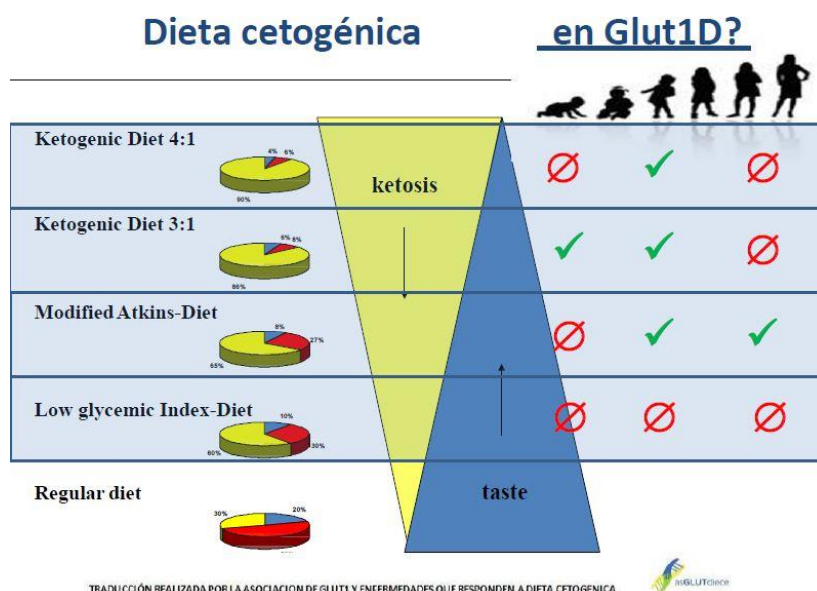 Dieta cetogénica en Glut1D?
Ketogenic Diet 4:1
4% 6%
90%
ketosis
Ketogenic Diet 3:1
6% 8%
86%
Modified Atkins-Diet
8%
27%
65%
Low glycemic Index-Diet
10%
30%
60%
Regular diet
taste
30%
20%
TRADUCCIÓN REALIZADA POR LA ASOCIACION DE GLUT1 Y ENFERMEDADES QUE RESPONDEN A DIETA CETOGENICA
asGLUTdiece